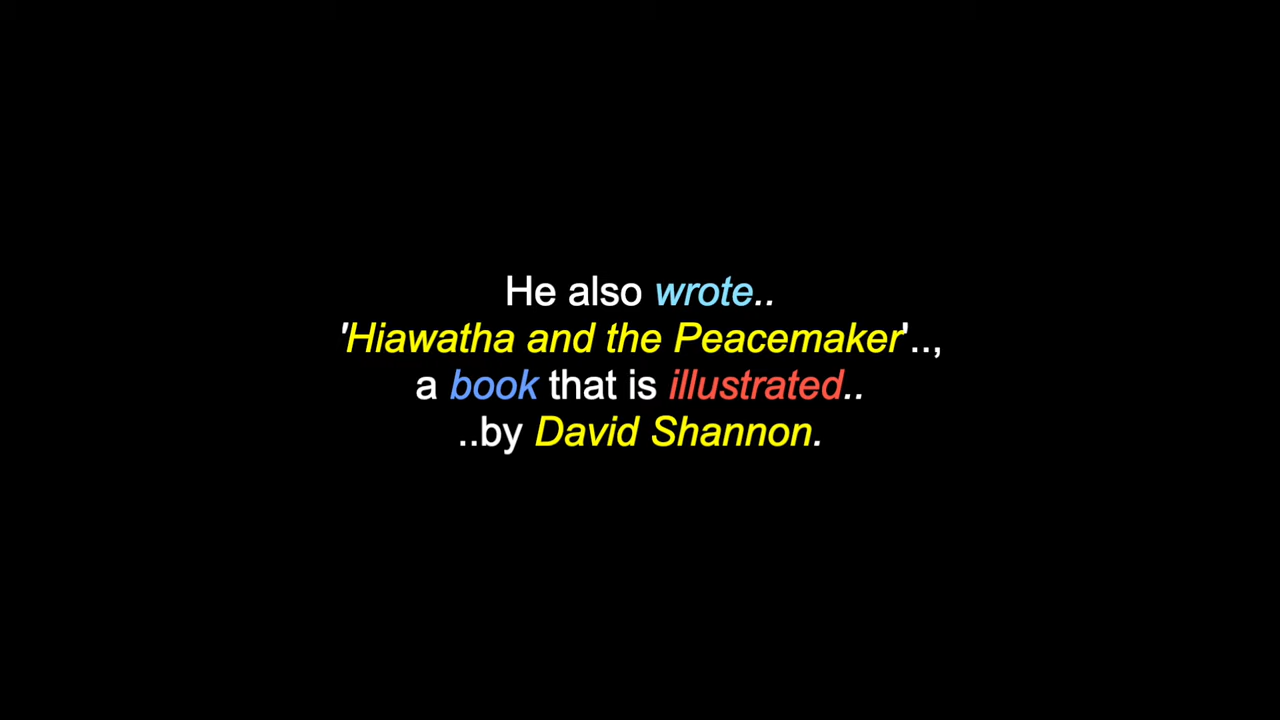 He also wrote..
'Hiawatha and the Peacemaker'..,
a book that is illustrated..
..by David Shannon.